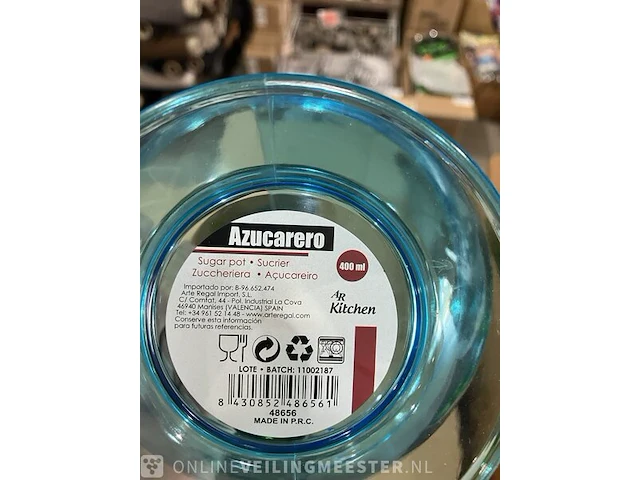 Azucarero
Sugar pot • Sucrier
Zuccheriera • Açucareiro
400 ml
Importado por: B-96.652.474
Arte Regal Import, S.L.
C/ Comfat, 44 - Pol. Industrial La Cova
46940 Manises (VALENCIA) SPAIN
Tel: +34 961 52 14 48 - www.arteregal.com
Conserve esta información
para futuras referencias.
AR
Kitchen
LOTE • BATCH: 11002187
8 430852 486561
48656
MADE IN P.R.C.
ONLINEVEILINGMEESTER.NL